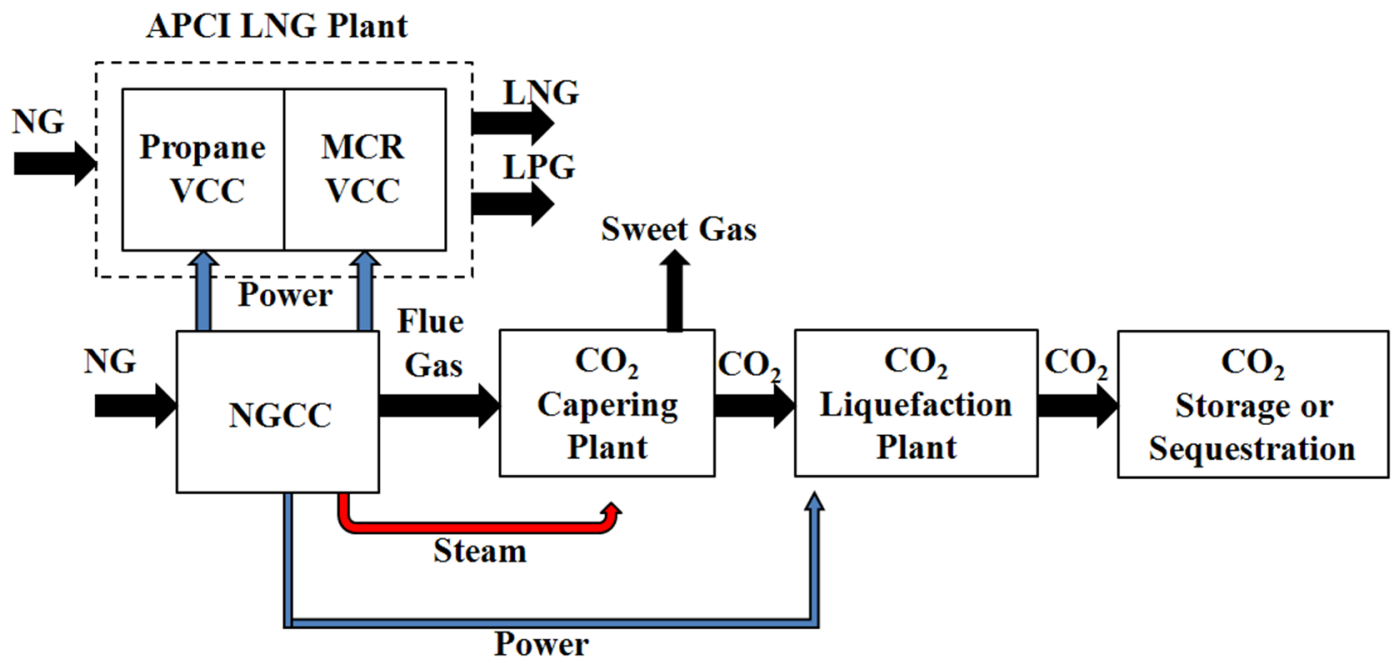 APCI LNG Plant
NG
Propane
VCC
MCR
VCC
LNG
LPG
Sweet Gas
Power
NG
NGCC
Flue
Gas
CO₂
Capering
Plant
CO₂
CO₂
Liquefaction
Plant
CO₂
CO₂
Storage or
Sequestration
Steam
Power